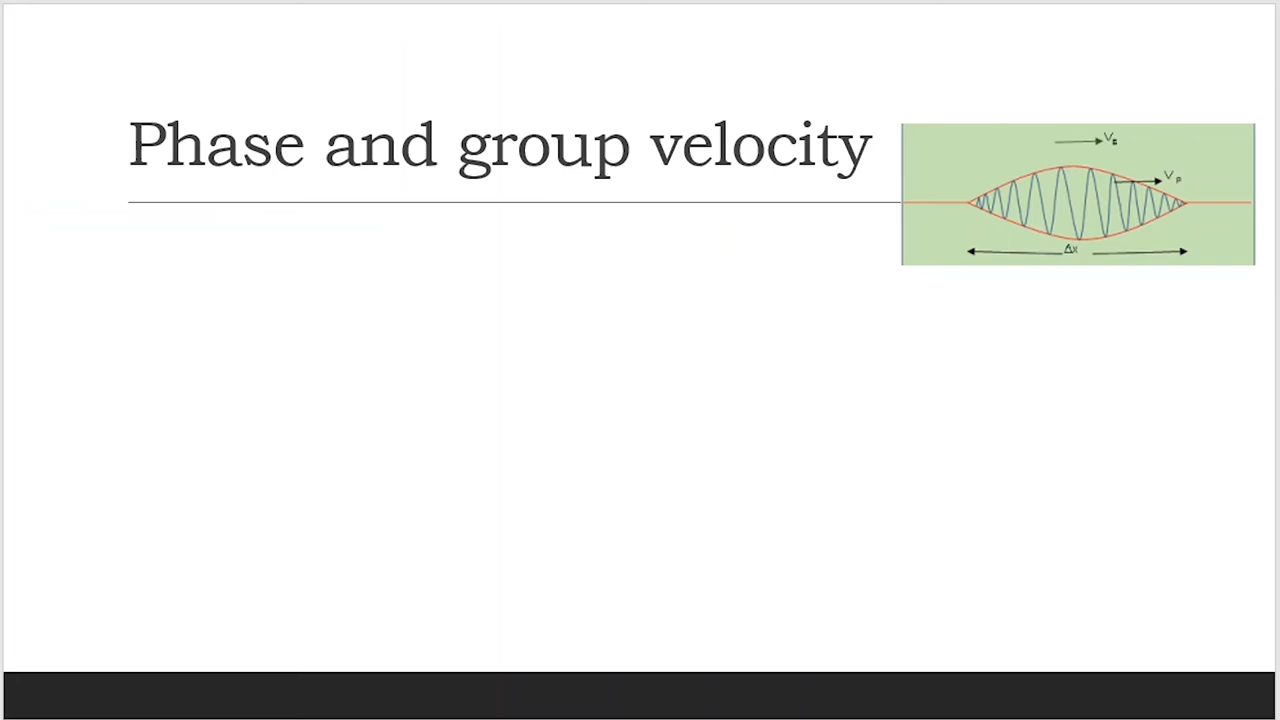 Phase and group velocity
Vg
Vp
Δx